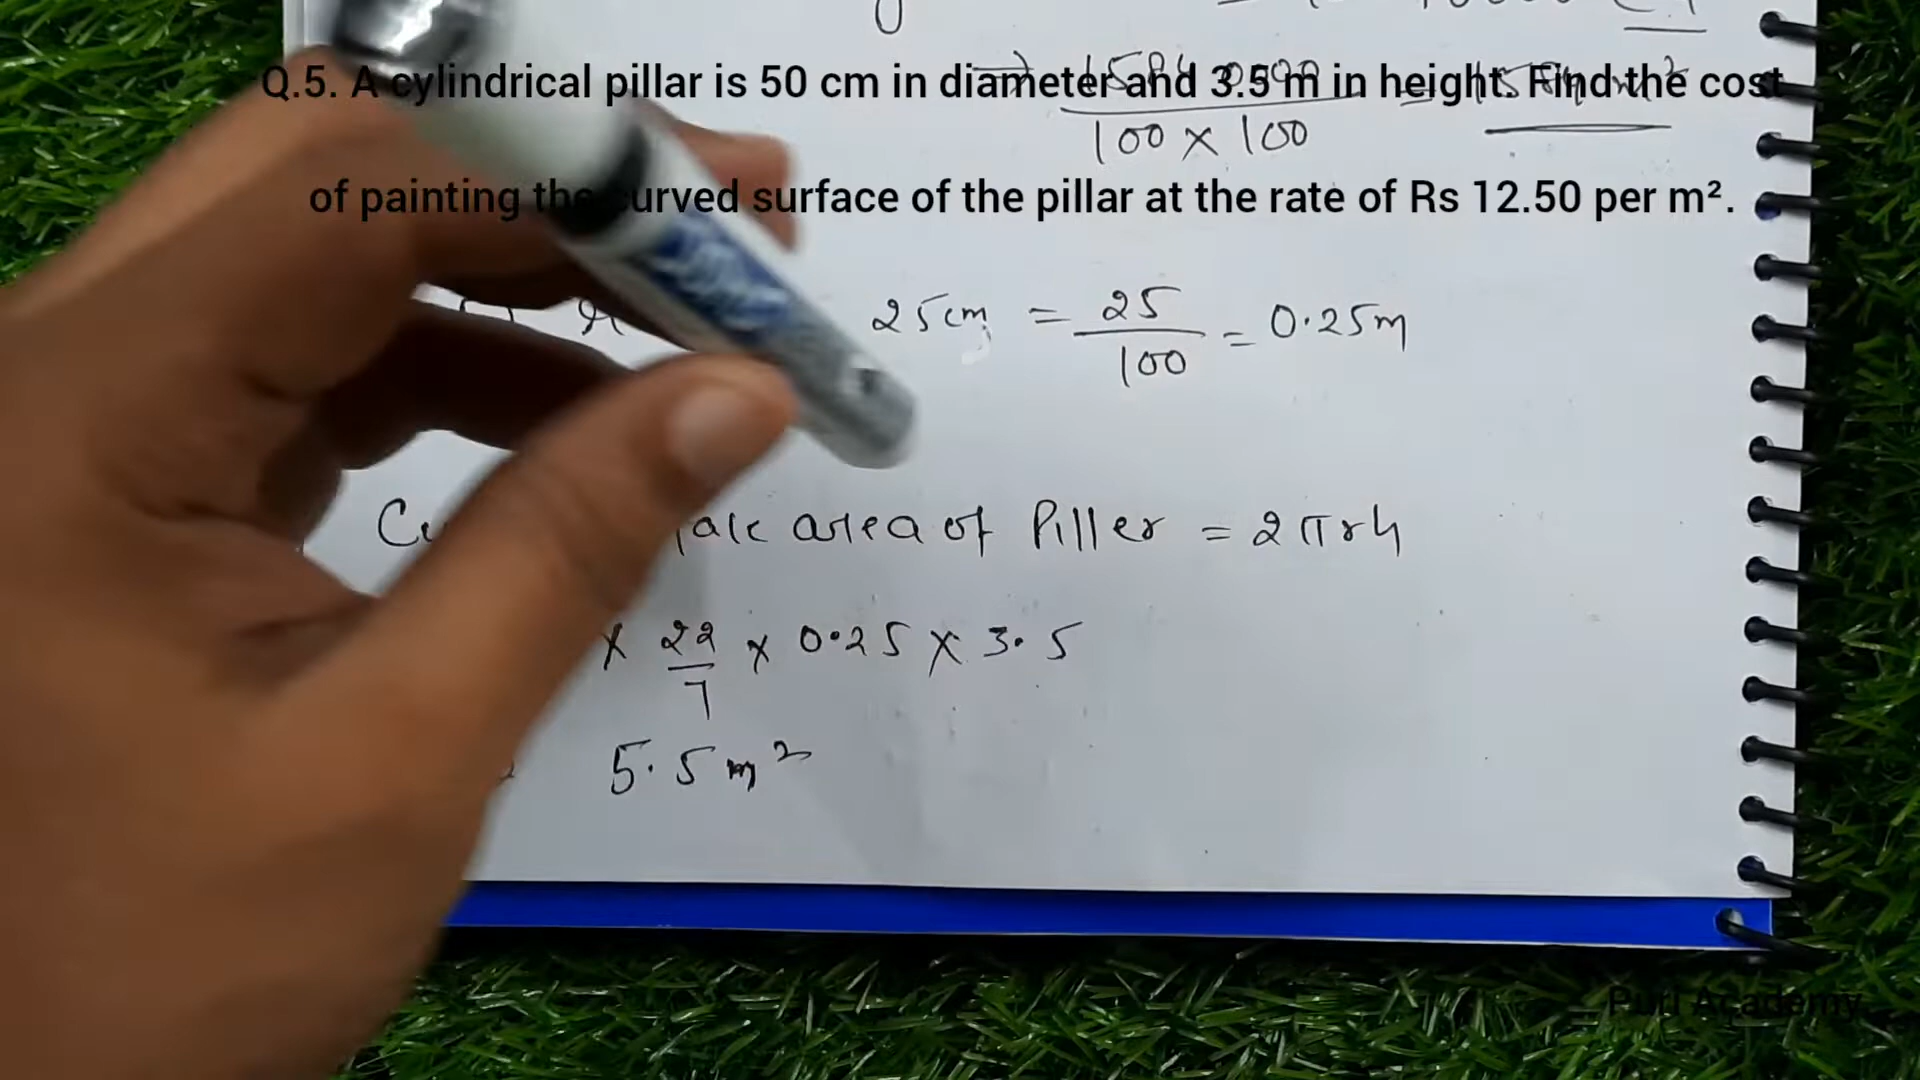 Q.5. A cylindrical pillar is 50 cm in diameter and 3.5 m in height. Find the cost
100 × 100
of painting the curved surface of the pillar at the rate of Rs 12.50 per m².
25cm = 25/100 = 0.25m
area of Piller = 2πrh
× 22/7 × 0.25 × 3.5
5.5 m²
Puri Academy